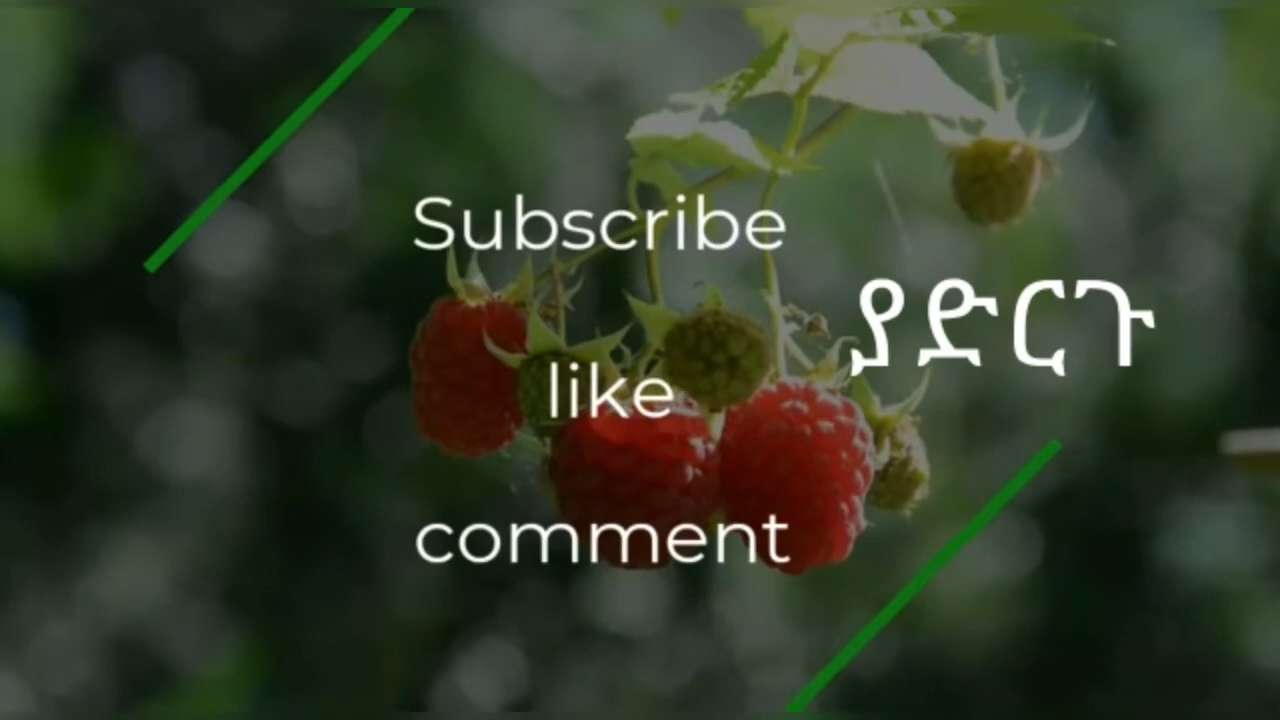 Subscribe
ያድርጉ
like
comment